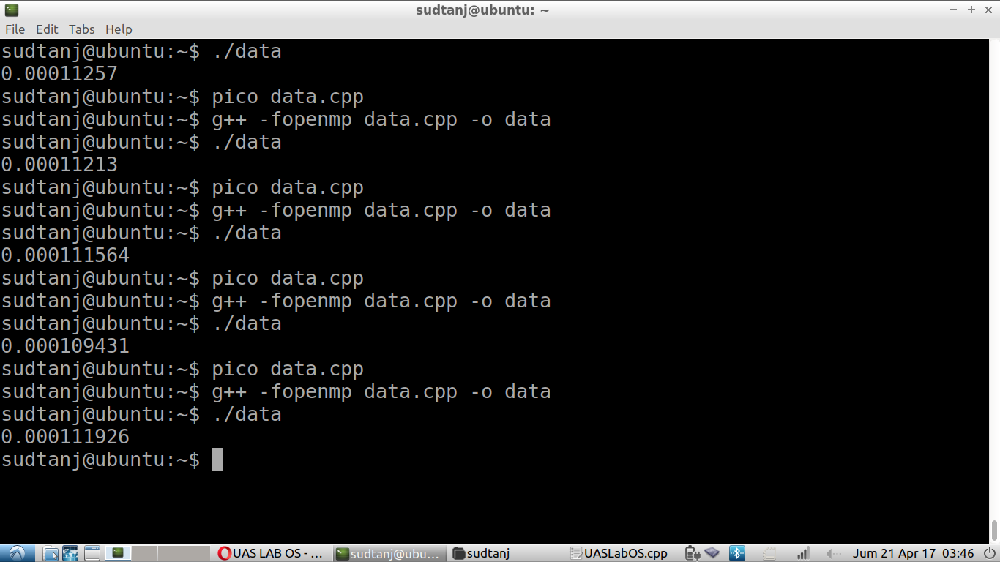 sudtanj@ubuntu: ~
File Edit Tabs Help
sudtanj@ubuntu:~$ ./data
0.00011257
sudtanj@ubuntu:~$ pico data.cpp
sudtanj@ubuntu:~$ g++ -fopenmp data.cpp -o data
sudtanj@ubuntu:~$ ./data
0.00011213
sudtanj@ubuntu:~$ pico data.cpp
sudtanj@ubuntu:~$ g++ -fopenmp data.cpp -o data
sudtanj@ubuntu:~$ ./data
0.000111564
sudtanj@ubuntu:~$ pico data.cpp
sudtanj@ubuntu:~$ g++ -fopenmp data.cpp -o data
sudtanj@ubuntu:~$ ./data
0.000109431
sudtanj@ubuntu:~$ pico data.cpp
sudtanj@ubuntu:~$ g++ -fopenmp data.cpp -o data
sudtanj@ubuntu:~$ ./data
0.000111926
sudtanj@ubuntu:~$
UAS LAB OS - ... sudtanj@ubu... sudtanj UASLabOS.cpp Jum 21 Apr 17 03:46